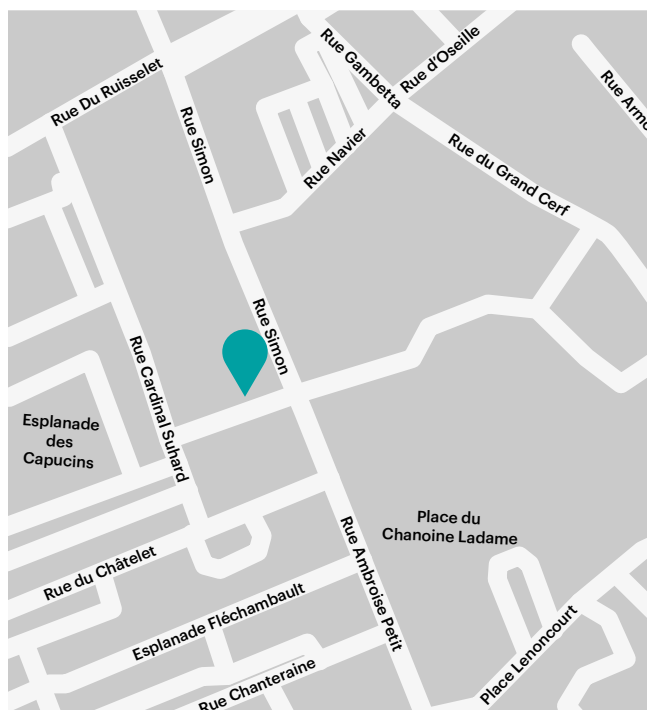 Rue Gambetta
Rue d'Oseille
Rue Du Ruisselet
Rue Simon
Rue Navier
Rue du Grand Cerf
Rue Simon
Rue Cardinal Suhard
Esplanade
des
Capucins
Place du
Chanoine Ladame
Rue Ambroise Petit
Rue du Châtelet
Esplanade Fléchambault
Rue Chanteraine
Place Lenoncourt